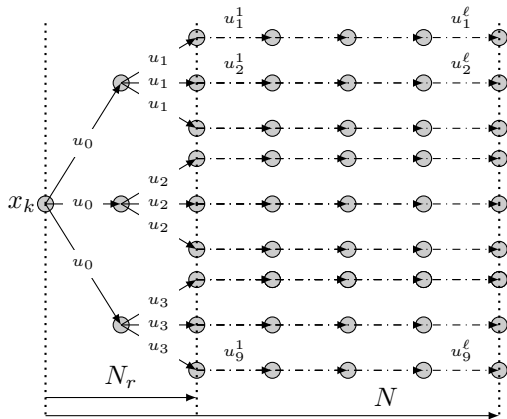 u_1^1 u_1^ℓ
u_1
u_1 u_2^1 u_2^ℓ
u_1
u_0
u_2
x_k u_0 u_2
u_2
u_0
u_3
u_3
u_3 u_9^1 u_9^ℓ
N_r N